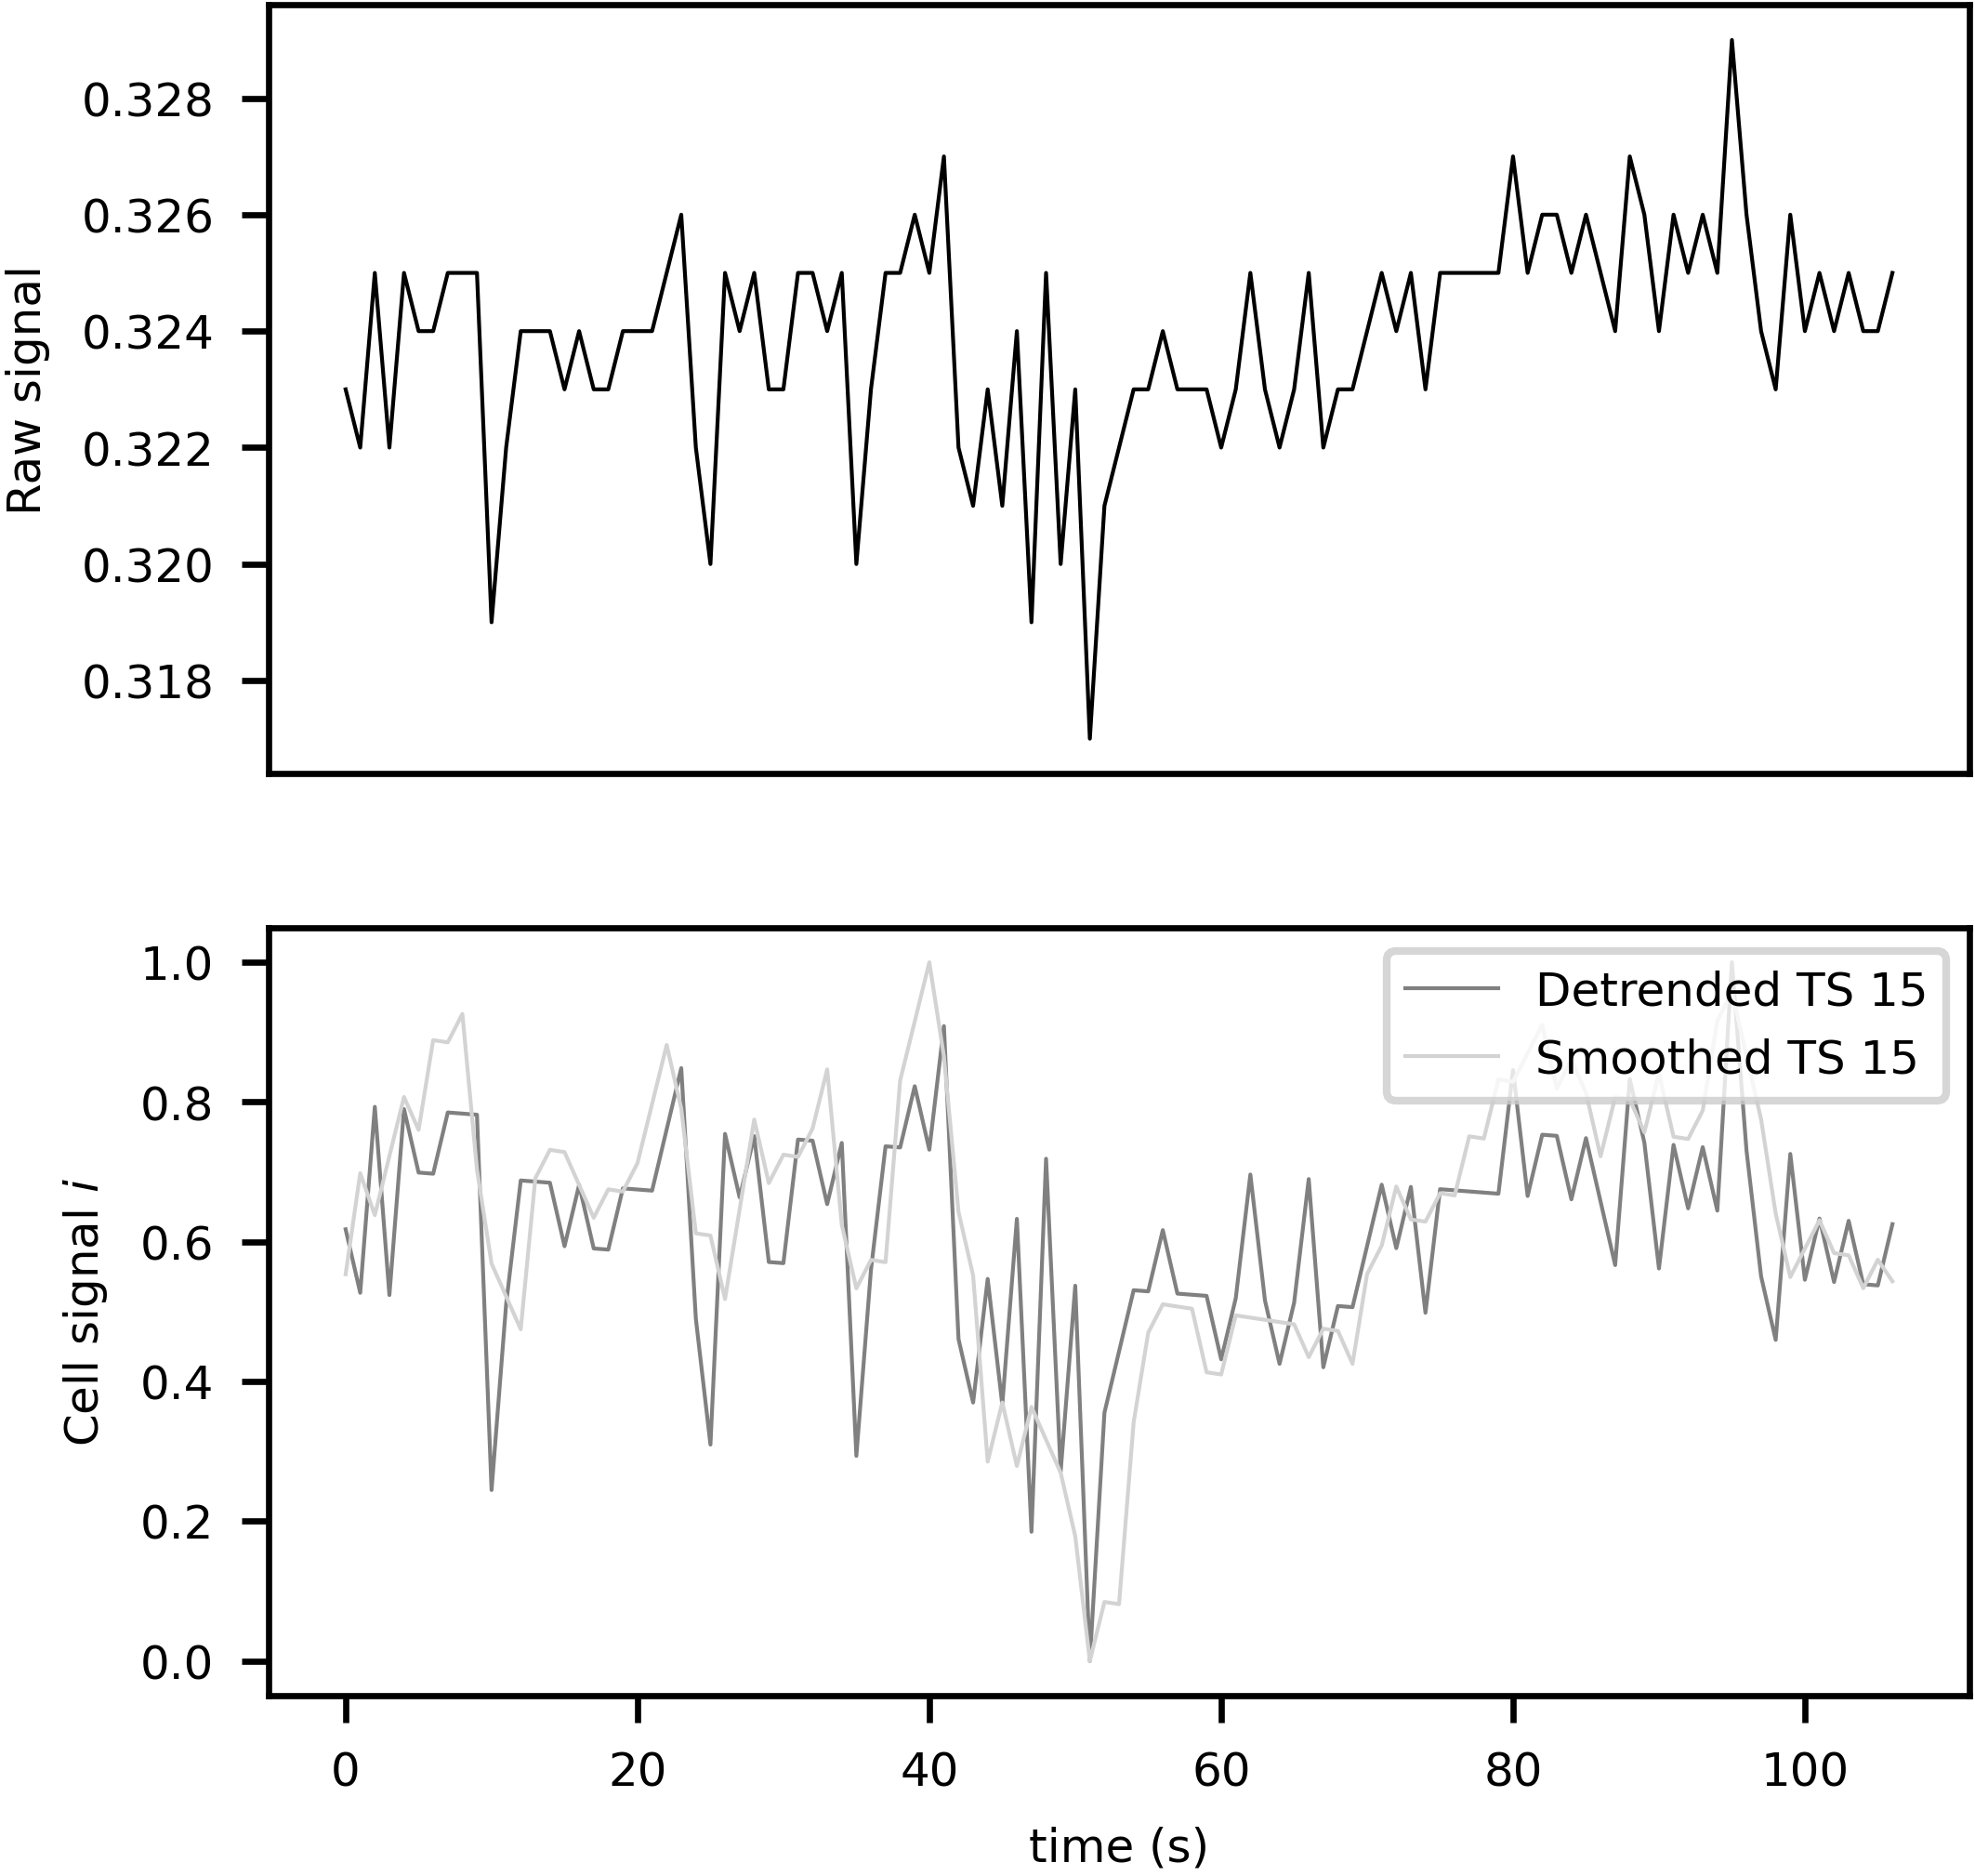 Raw signal
0.328
0.326
0.324
0.322
0.320
0.318
Cell signal i
1.0
0.8
0.6
0.4
0.2
0.0
Detrended TS 15
Smoothed TS 15
0 20 40 60 80 100
time (s)